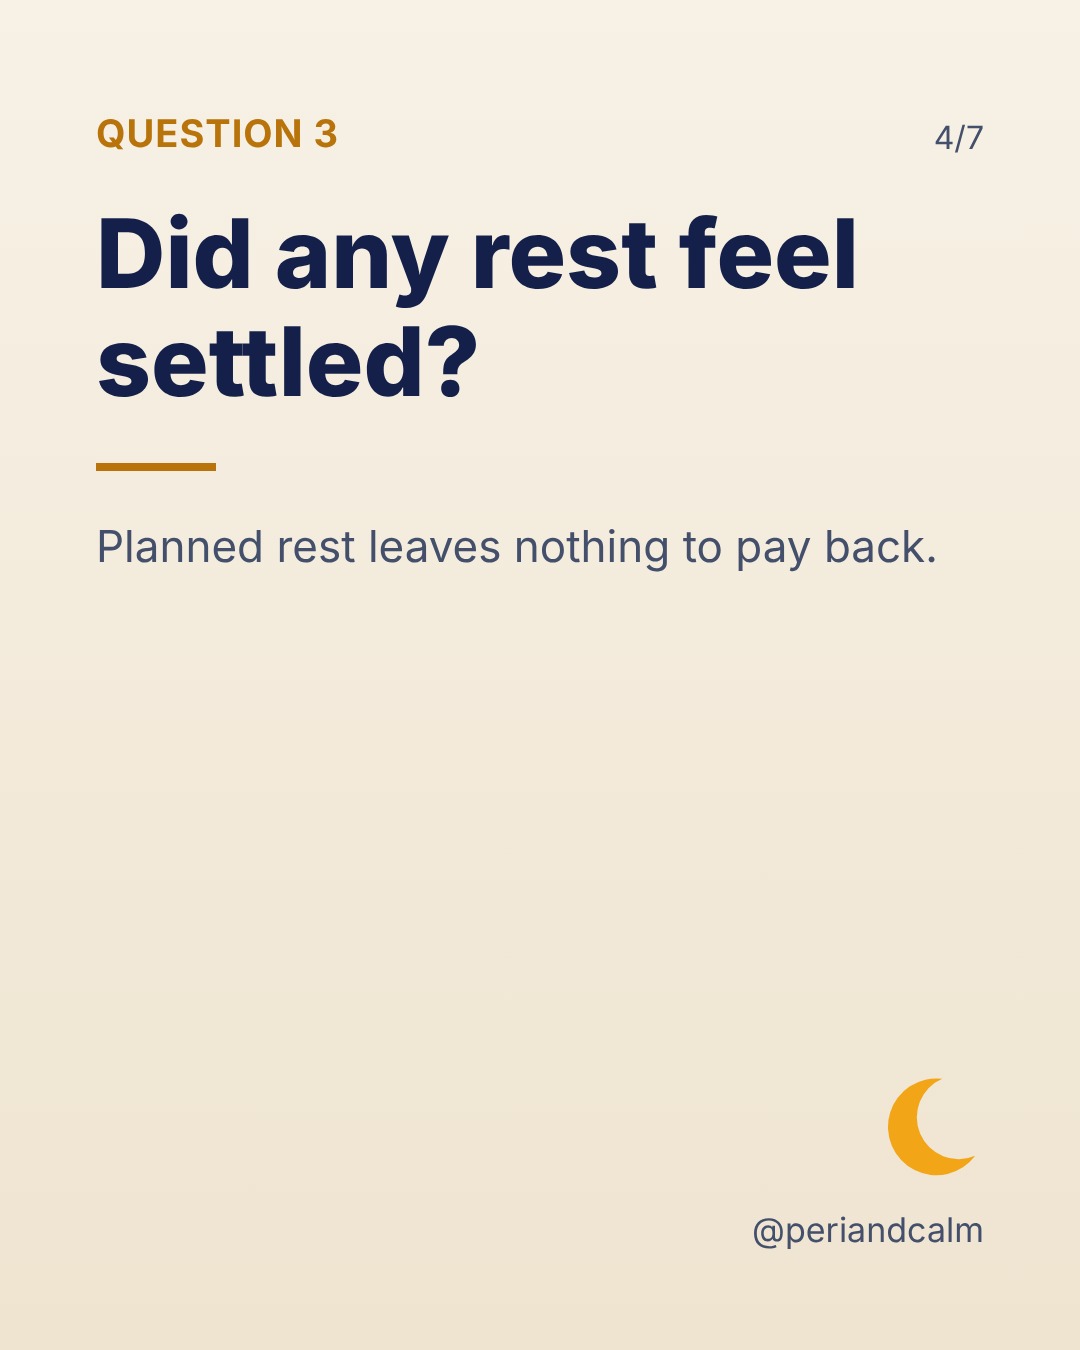 QUESTION 3
4/7
Did any rest feel
settled?
Planned rest leaves nothing to pay back.
@periandcalm